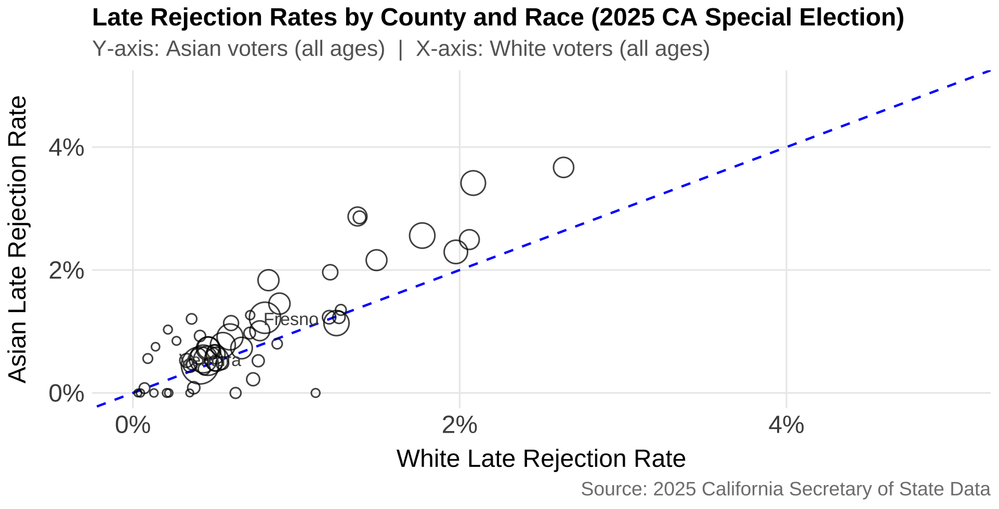 Late Rejection Rates by County and Race (2025 CA Special Election)
Y-axis: Asian voters (all ages) | X-axis: White voters (all ages)
Asian Late Rejection Rate
4%
2%
0%
Fresno
Ventura
0%
2%
4%
White Late Rejection Rate
Source: 2025 California Secretary of State Data